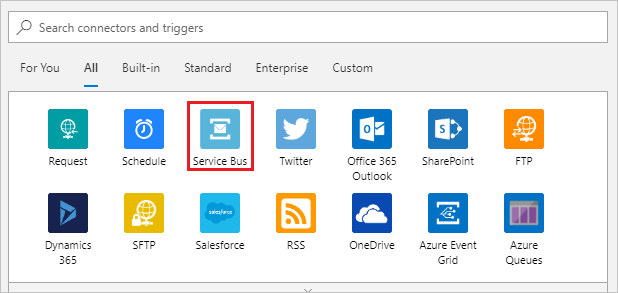 Search connectors and triggers
For You All Built-in Standard Enterprise Custom
Request Schedule Service Bus Twitter Office 365 Outlook SharePoint FTP
Dynamics 365 SFTP salesforce Salesforce RSS OneDrive Azure Event Grid Azure Queues